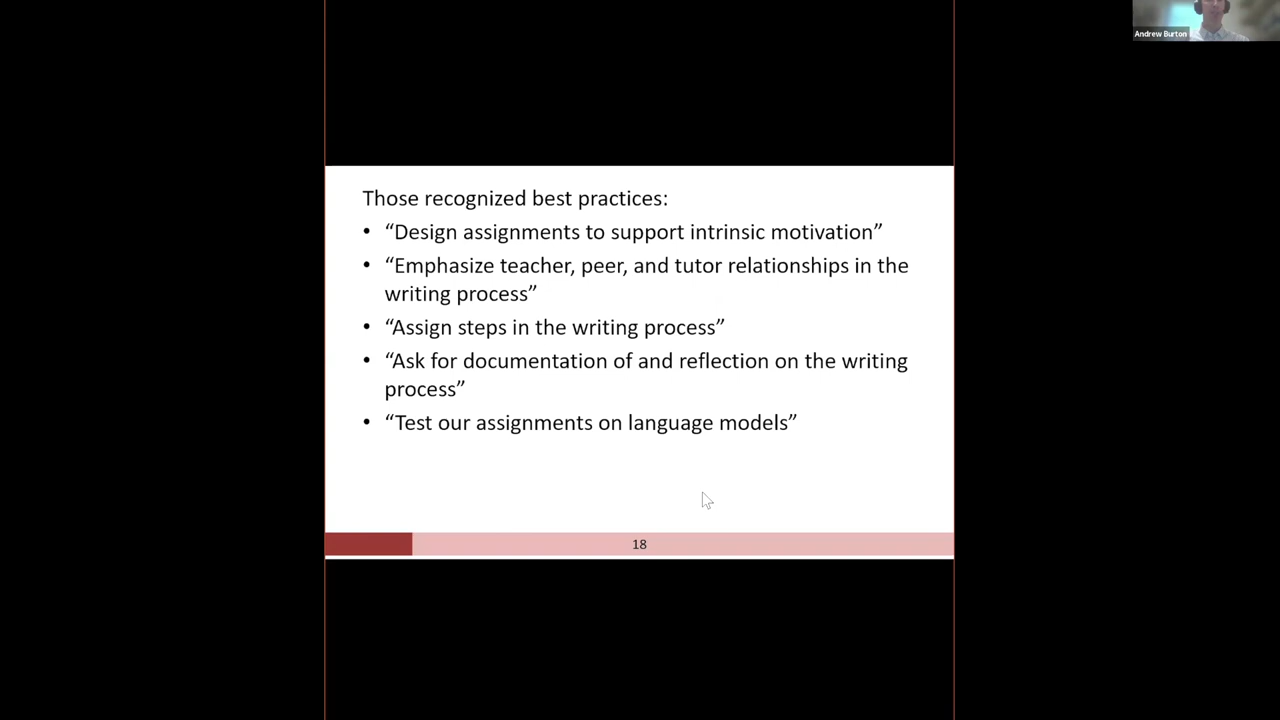 Andrew Burton
Those recognized best practices:
• “Design assignments to support intrinsic motivation”
• “Emphasize teacher, peer, and tutor relationships in the
writing process”
• “Assign steps in the writing process”
• “Ask for documentation of and reflection on the writing
process”
• “Test our assignments on language models”
18